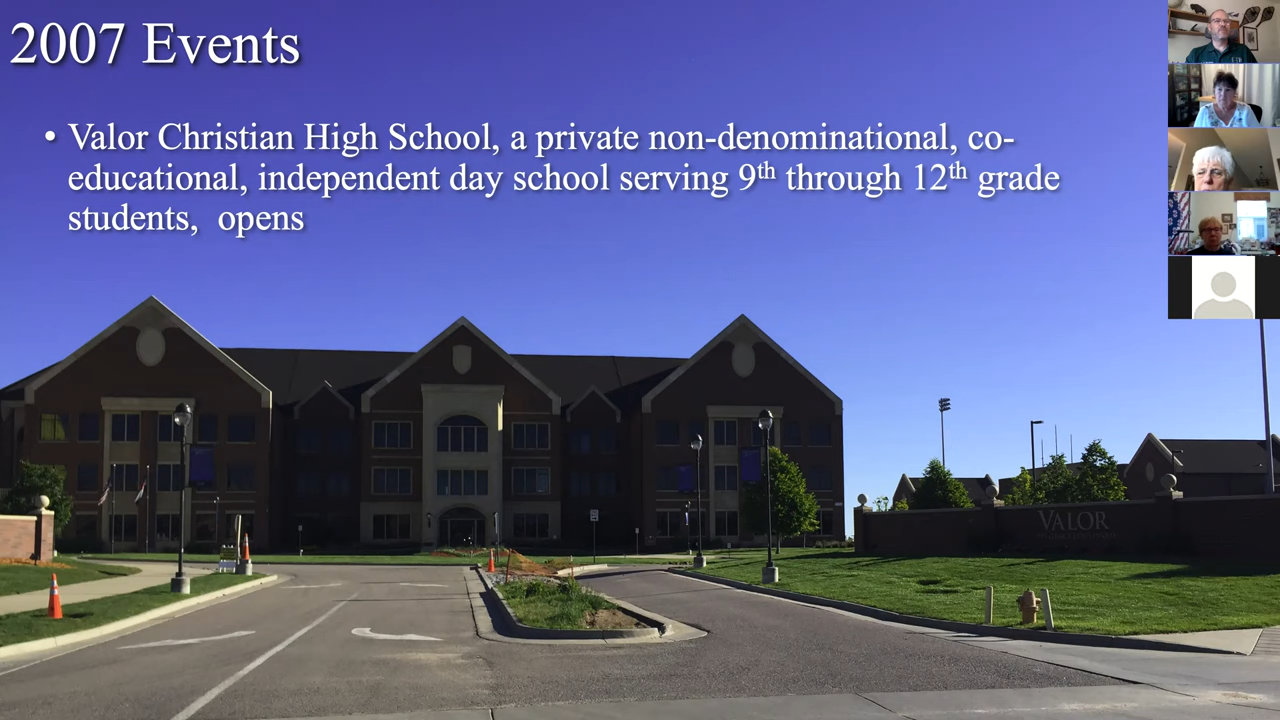 2007 Events
• Valor Christian High School, a private non-denominational, co-
educational, independent day school serving 9th through 12th grade
students,  opens
VALOR